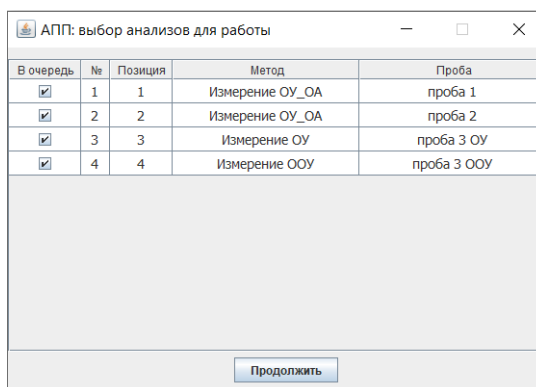 АПП: выбор анализов для работы
В очередь № Позиция Метод Проба
1 1 Измерение ОУ_ОА проба 1
2 2 Измерение ОУ_ОА проба 2
3 3 Измерение ОУ проба 3 ОУ
4 4 Измерение ООУ проба 3 ООУ
Продолжить